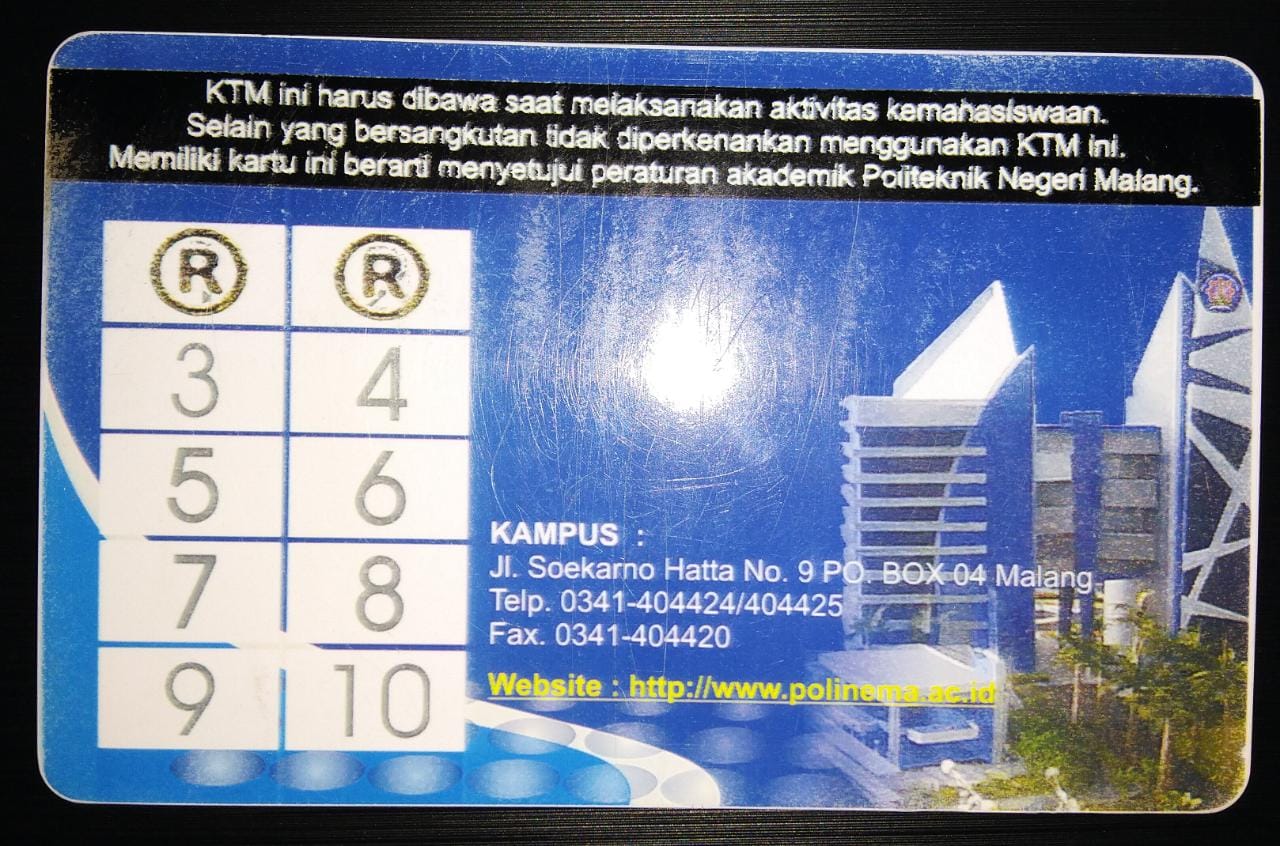 KTM ini harus dibawa saat melaksanakan aktivitas kemahasiswaan.
Selain yang bersangkutan tidak diperkenankan menggunakan KTM ini.
Memiliki kartu ini berarti menyetujui peraturan akademik Politeknik Negeri Malang.
R R
3 4
5 6
7 8
9 10
KAMPUS :
Jl. Soekarno Hatta No. 9 PO. BOX 04 Malang
Telp. 0341-404424/404425
Fax. 0341-404420
Website : http://www.polinema.ac.id